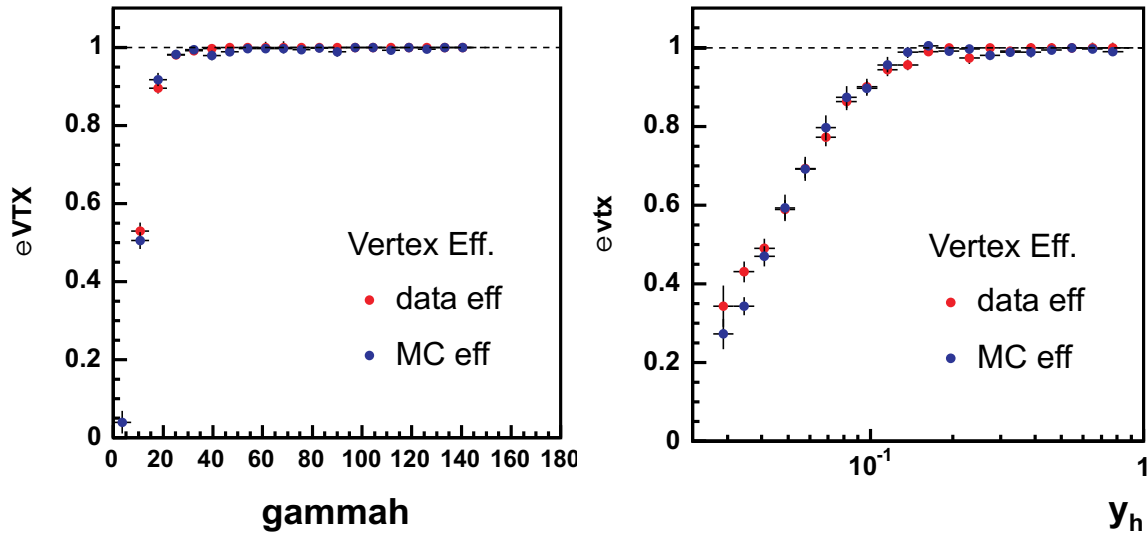 1
0.8
0.6
0.4
0.2
0
eVTX
Vertex Eff.
data eff
MC eff
0 20 40 60 80 100 120 140 160 180
gammah
1
0.8
0.6
0.4
0.2
0
evtx
Vertex Eff.
data eff
MC eff
10-1 1
yh